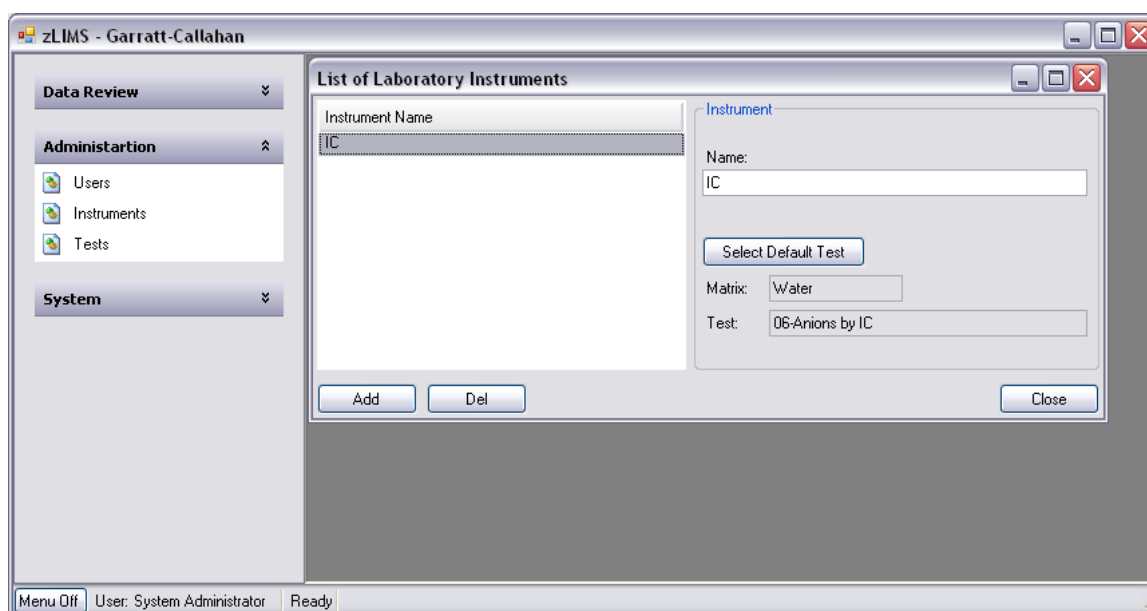 zLIMS - Garratt-Callahan
Data Review
Administartion
Users
Instruments
Tests
System
List of Laboratory Instruments
Instrument Name
IC
Instrument
Name:
IC
Select Default Test
Matrix: Water
Test: 06-Anions by IC
Add Del Close
Menu Off User: System Administrator Ready